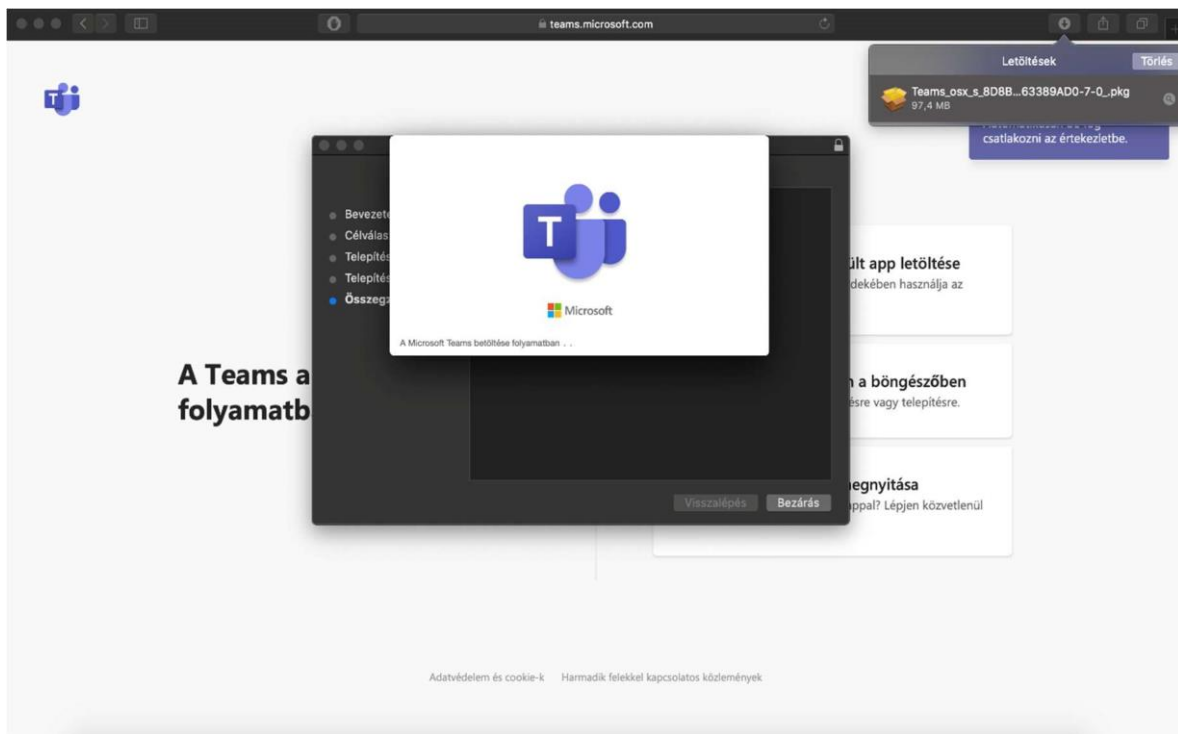 teams.microsoft.com
Letöltések
Törlés
Teams_osx_s_8D8B...63389AD0-7-0_.pkg
97,4 MB
csatlakozni az értekezletbe.
T
Bevezet
Célválas
Telepítés
Telepítés
Összegz
T
Microsoft
A Microsoft Teams betöltése folyamatban . .
A Teams a
folyamatb
ült app letöltése
dekében használja az
n a böngészőben
ésre vagy telepítésre.
egnyitása
ppal? Lépjen közvetlenül
Visszalépés
Bezárás
Adatvédelem és cookie-k
Harmadik felekkel kapcsolatos közlemények